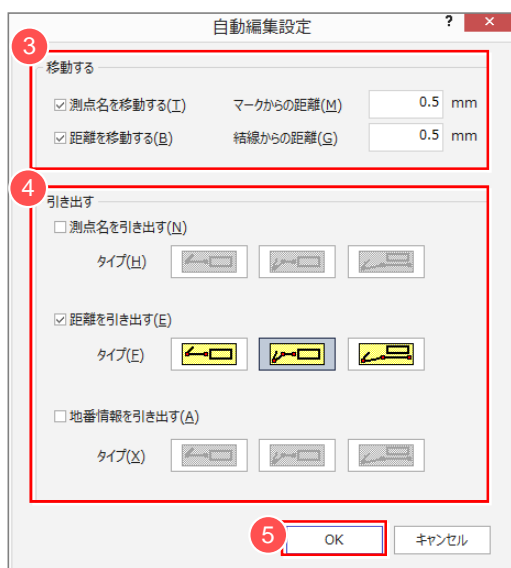 自動編集設定 ? ×
3
移動する
測点名を移動する(T) マークからの距離(M) 0.5 mm
距離を移動する(B) 結線からの距離(G) 0.5 mm
4
引き出す
測点名を引き出す(N)
タイプ(H)
距離を引き出す(E)
タイプ(F)
地番情報を引き出す(A)
タイプ(X)
5 OK キャンセル